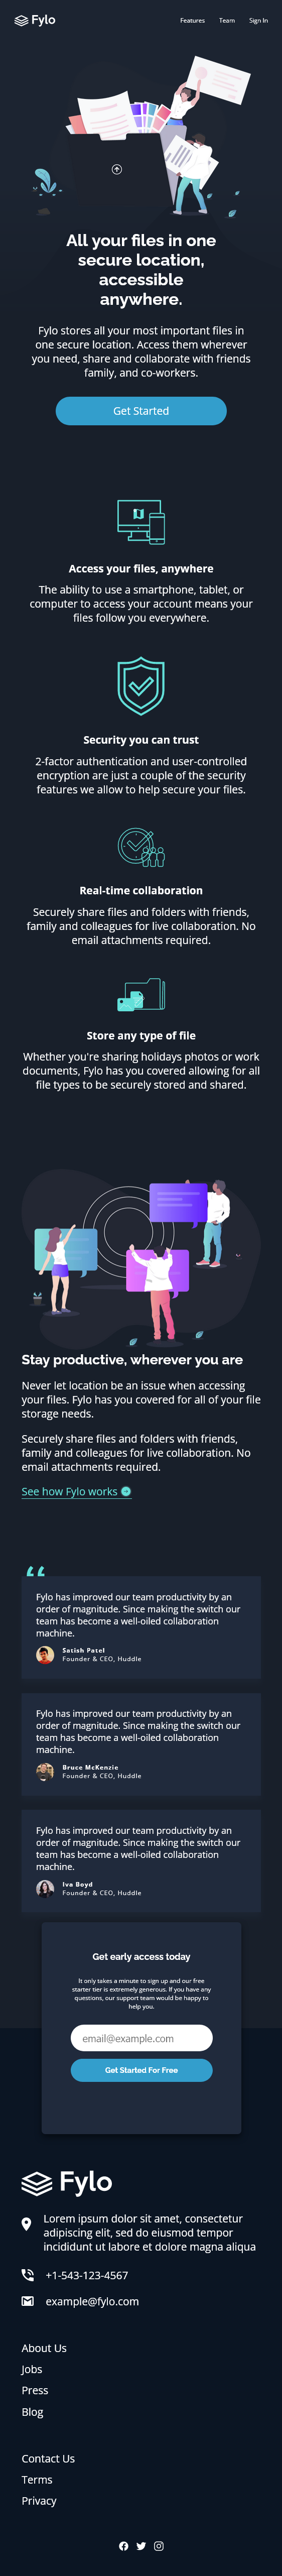 Fylo
Features Team Sign In
All your files in one
secure location,
accessible
anywhere.
Fylo stores all your most important files in
one secure location. Access them wherever
you need, share and collaborate with friends
family, and co-workers.
Get Started
Access your files, anywhere
The ability to use a smartphone, tablet, or
computer to access your account means your
files follow you everywhere.
Security you can trust
2-factor authentication and user-controlled
encryption are just a couple of the security
features we allow to help secure your files.
Real-time collaboration
Securely share files and folders with friends,
family and colleagues for live collaboration. No
email attachments required.
Store any type of file
Whether you're sharing holidays photos or work
documents, Fylo has you covered allowing for all
file types to be securely stored and shared.
Stay productive, wherever you are
Never let location be an issue when accessing
your files. Fylo has you covered for all of your file
storage needs.
Securely share files and folders with friends,
family and colleagues for live collaboration. No
email attachments required.
See how Fylo works
“
Fylo has improved our team productivity by an
order of magnitude. Since making the switch our
team has become a well-oiled collaboration
machine.
Satish Patel
Founder & CEO, Huddle
Fylo has improved our team productivity by an
order of magnitude. Since making the switch our
team has become a well-oiled collaboration
machine.
Bruce McKenzie
Founder & CEO, Huddle
Fylo has improved our team productivity by an
order of magnitude. Since making the switch our
team has become a well-oiled collaboration
machine.
Iva Boyd
Founder & CEO, Huddle
Get early access today
It only takes a minute to sign up and our free
starter tier is extremely generous. If you have any
questions, our support team would be happy to
help you.
email@example.com
Get Started For Free
Fylo
Lorem ipsum dolor sit amet, consectetur
adipiscing elit, sed do eiusmod tempor
incididunt ut labore et dolore magna aliqua
+1-543-123-4567
example@fylo.com
About Us
Jobs
Press
Blog
Contact Us
Terms
Privacy